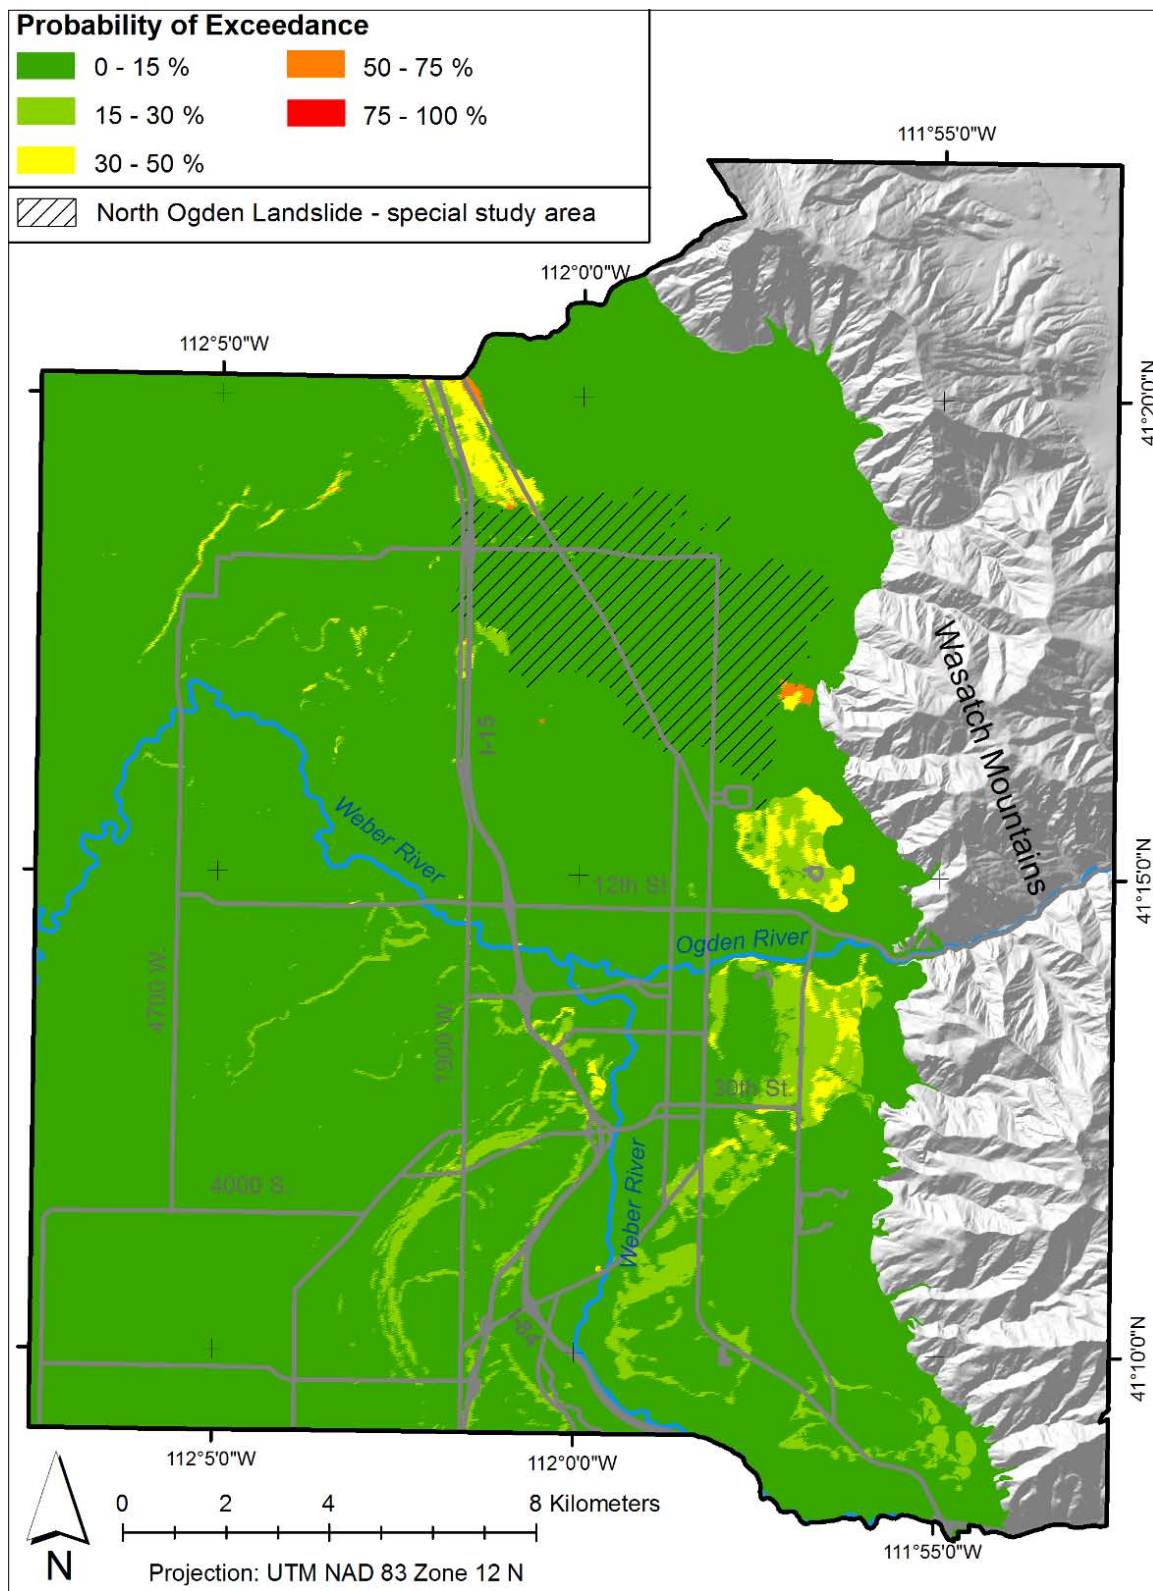 Probability of Exceedance
0 - 15 %
50 - 75 %
15 - 30 %
75 - 100 %
30 - 50 %
North Ogden Landslide - special study area
111°55'0"W
112°0'0"W
112°5'0"W
41°20'0"N
Wasatch Mountains
I-15
Weber River
12th St
41°15'0"N
Ogden River
4700 W.
1900 W.
30th St.
Weber River
4000 S.
I-84
41°10'0"N
112°5'0"W
112°0'0"W
111°55'0"W
0 2 4 8 Kilometers
N
Projection: UTM NAD 83 Zone 12 N